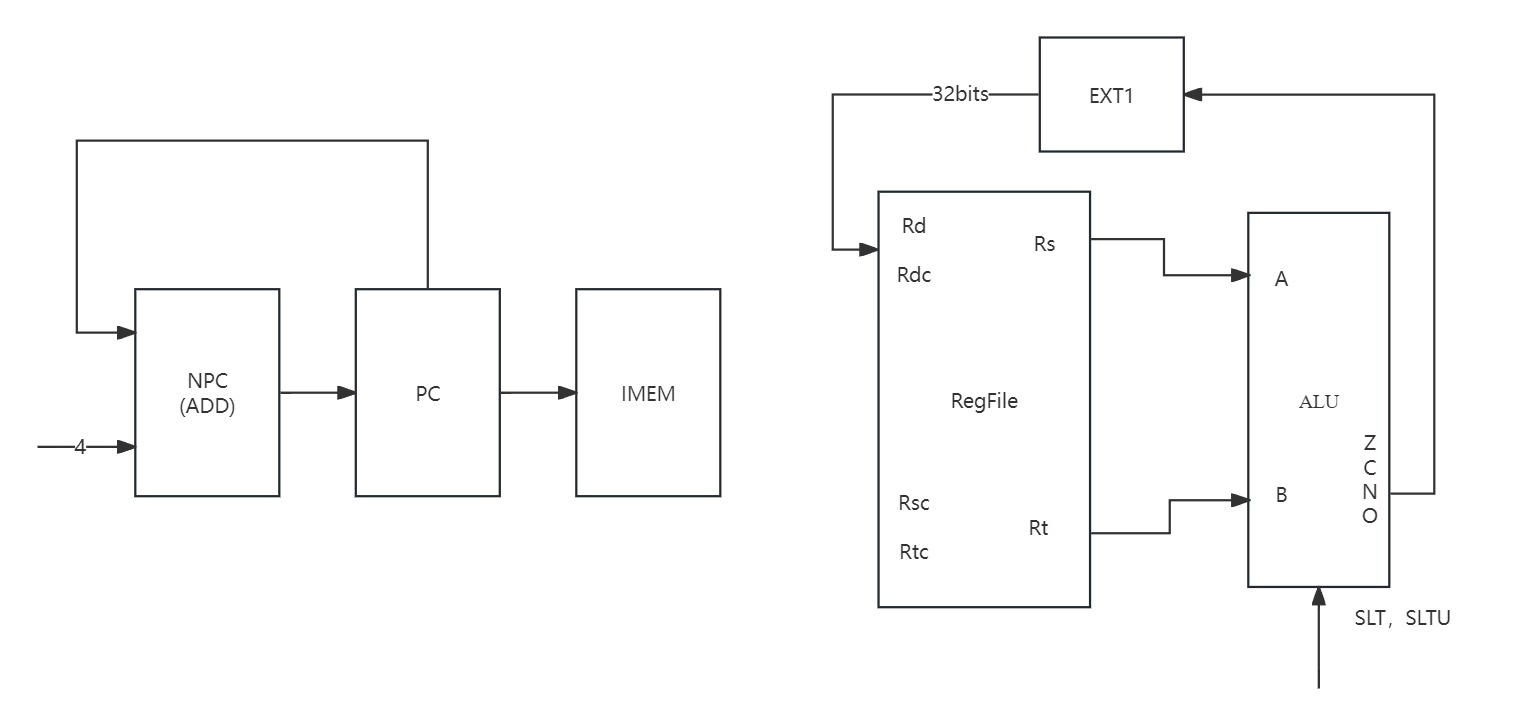 32bits
EXT1
Rd
Rs
Rdc
A
NPC
(ADD)
PC
IMEM
RegFile
ALU
4
Z
C
N
O
Rsc
B
Rt
Rtc
SLT，SLTU